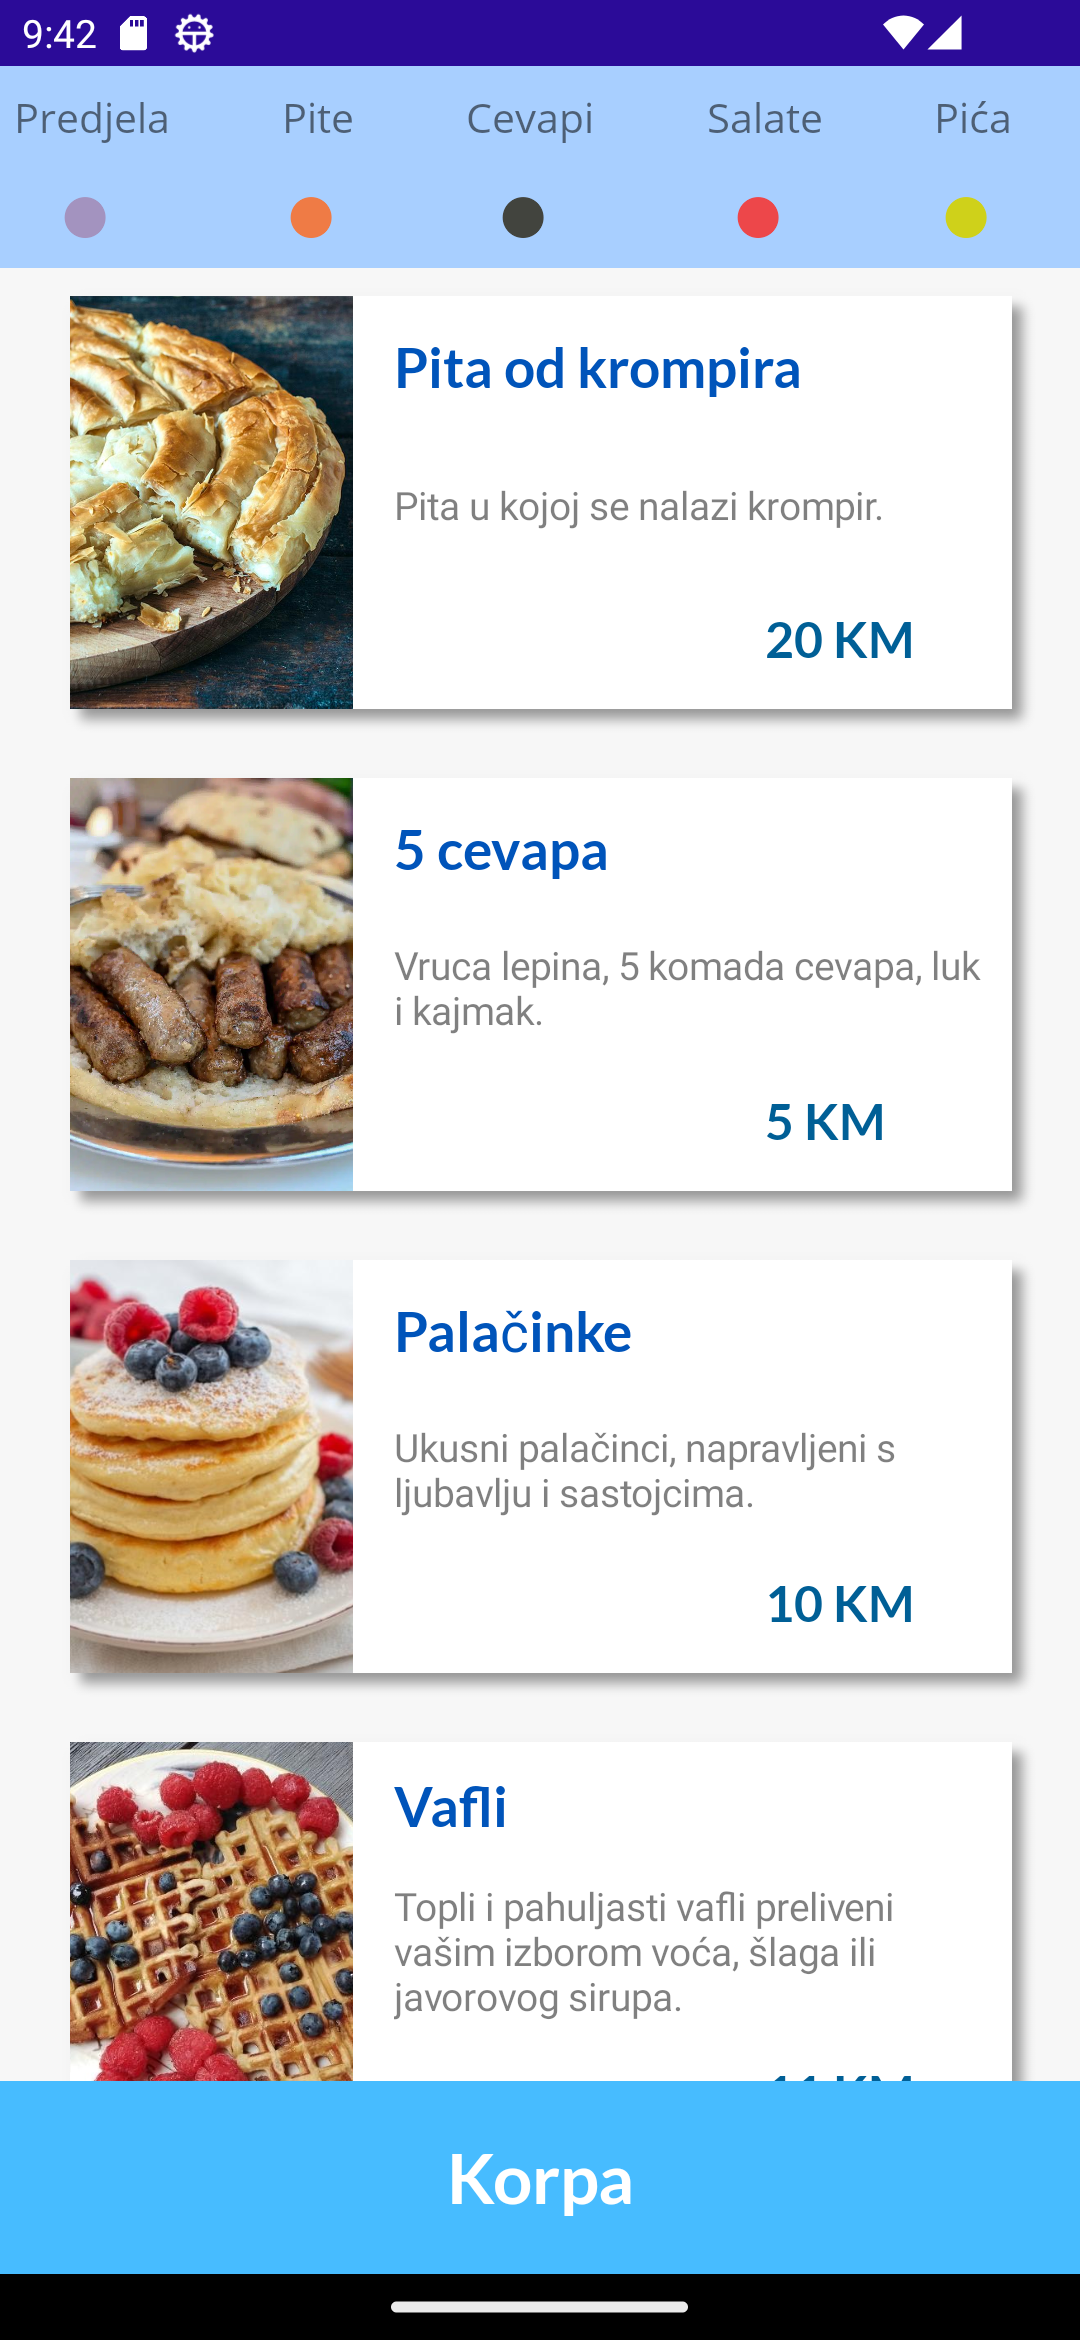 9:42
Predjela Pite Cevapi Salate Pića
Pita od krompira
Pita u kojoj se nalazi krompir.
20 KM
5 cevapa
Vruca lepina, 5 komada cevapa, luk
i kajmak.
5 KM
Palačinke
Ukusni palačinci, napravljeni s
ljubavlju i sastojcima.
10 KM
Vafli
Topli i pahuljasti vafli preliveni
vašim izborom voća, šlaga ili
javorovog sirupa.
11 KM
Korpa